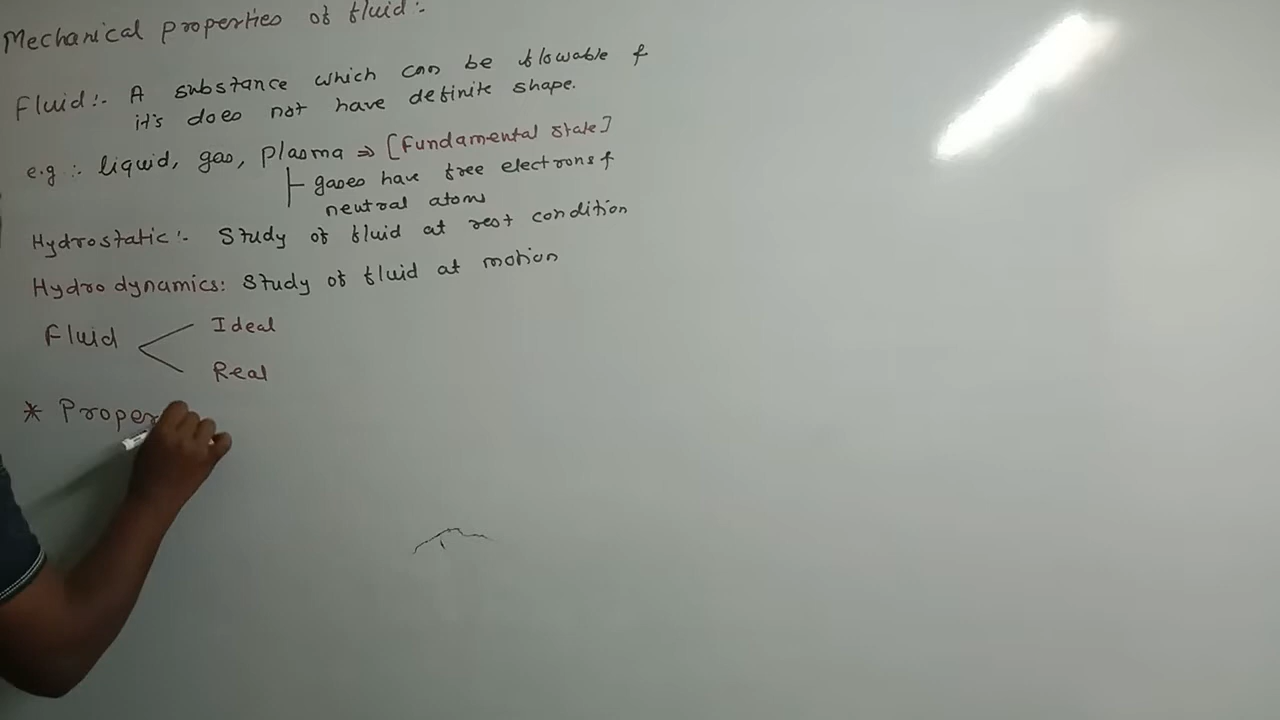 Mechanical properties of fluid:-
Fluid:- A substance which can be flowable &
it's does not have definite shape.
e.g :- liquid, gas, plasma ⇒ [Fundamental state]
gases have free electrons &
neutral atoms
Hydrostatic:- Study of fluid at rest condition
Hydro dynamics: Study of fluid at motion
Fluid
Ideal
Real
* Proper